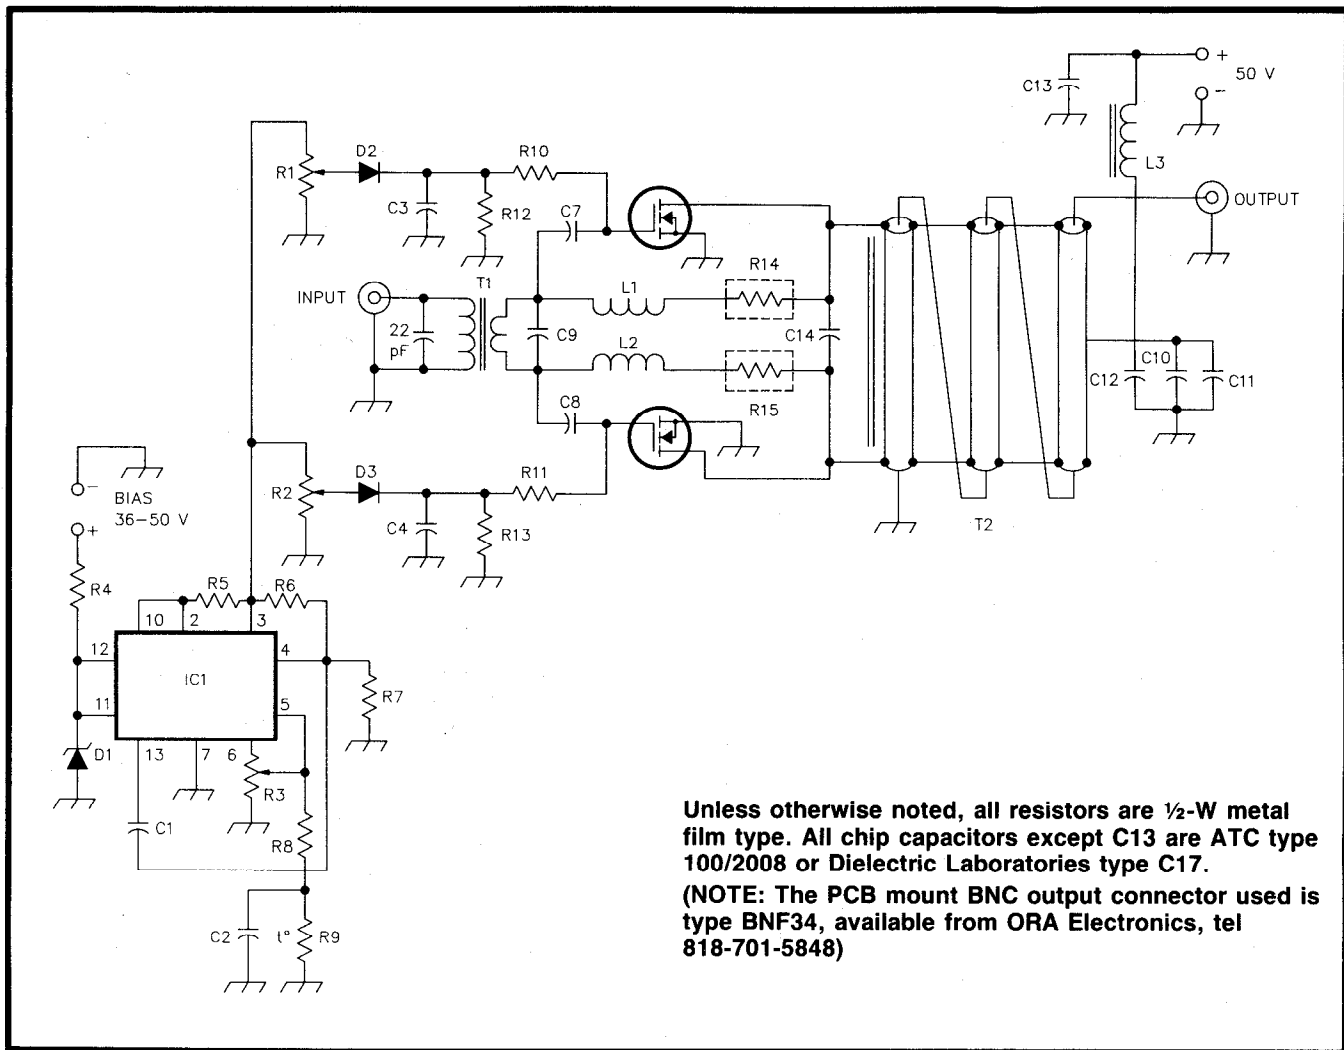 +
50 V
-
C13
L3
D2
R10
R1
C3
R12
C7
OUTPUT
T1
R14
INPUT
L1
22
pF
C9
C14
L2
C10
C12
C11
R15
C8
D3
R11
R2
C4
R13
T2
-
BIAS
36-50 V
+
R4
R5
R6
10
2
3
12
4
IC1
R7
11
5
D1
13
7
6
R3
C1
R8
C2
t°
R9
Unless otherwise noted, all resistors are ½-W metal
film type. All chip capacitors except C13 are ATC type
100/2008 or Dielectric Laboratories type C17.
(NOTE: The PCB mount BNC output connector used is
type BNF34, available from ORA Electronics, tel
818-701-5848)